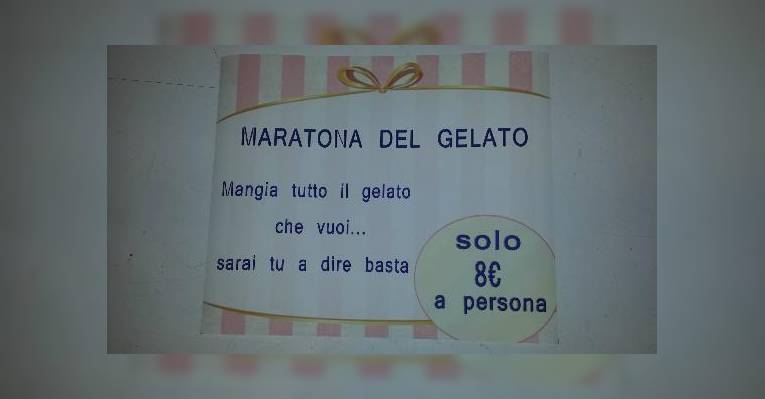 MARATONA DEL GELATO
Mangia tutto il gelato
che vuoi...
sarai tu a dire basta
solo
8€
a persona